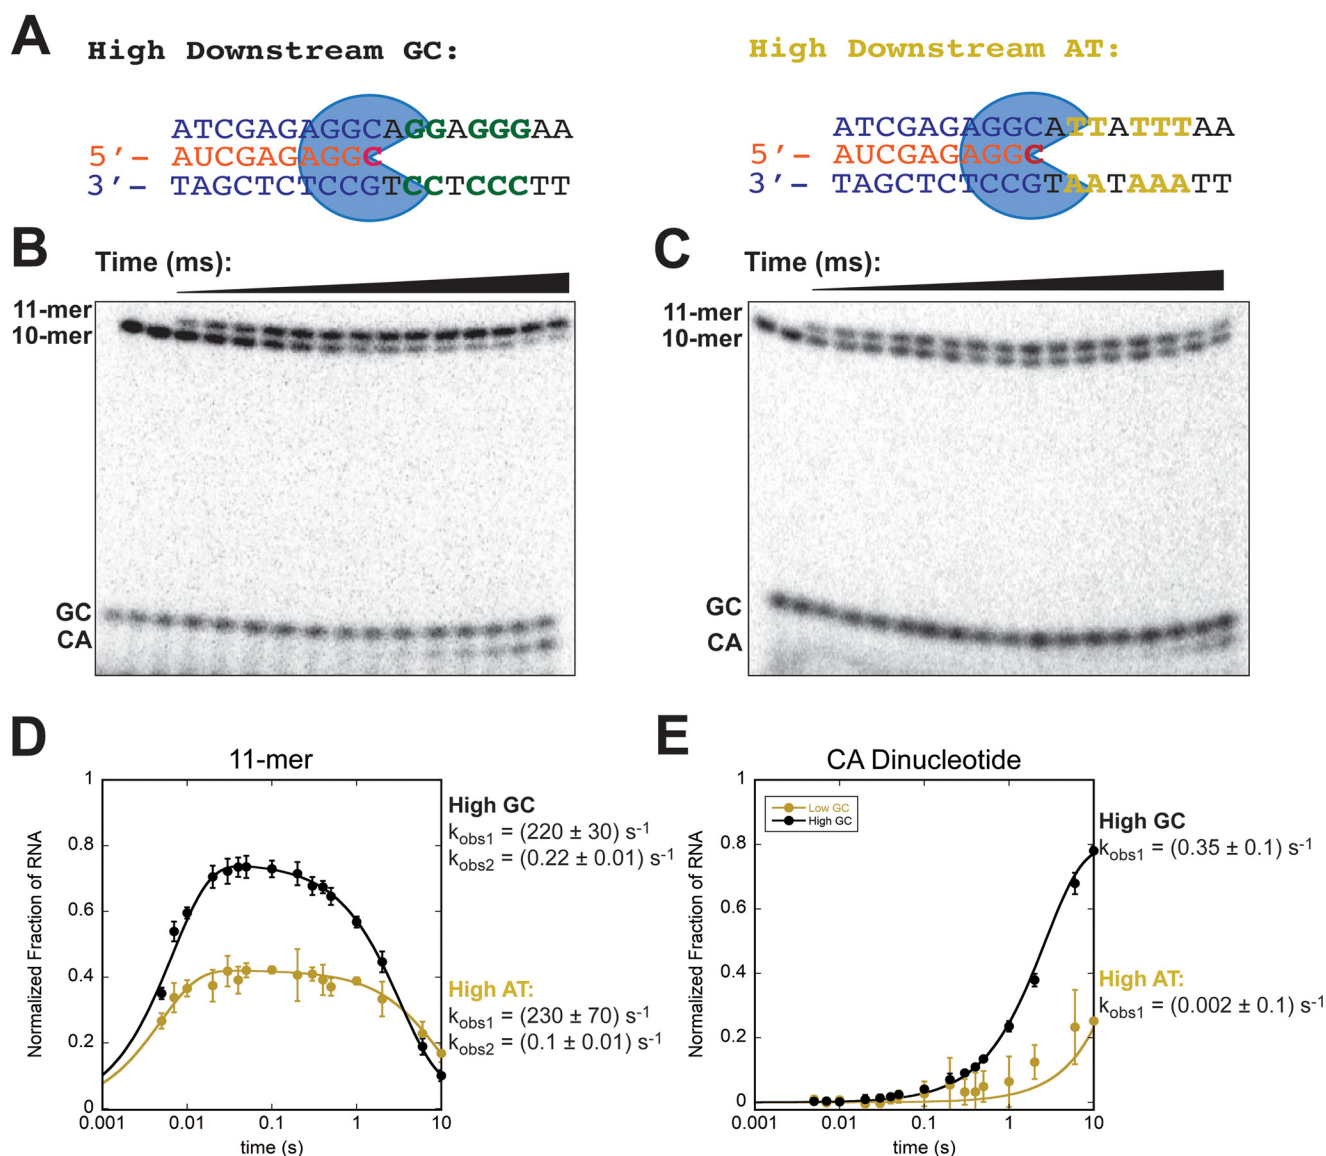 A
High Downstream GC:
High Downstream AT:
ATCGAGAGGCAGGAGGGAA
5′– AUCGAGAGGC
3′– TAGCTCTCCGTCCTCCCTT
ATCGAGAGGCATTATTTAA
5′– AUCGAGAGGC
3′– TAGCTCTCCGTAATAAATT
B
Time (ms):
11-mer
10-mer
GC
CA
C
Time (ms):
11-mer
10-mer
GC
CA
D
11-mer
Normalized Fraction of RNA
1
0.8
0.6
0.4
0.2
0
0.001
0.01
0.1
1
10
time (s)
High GC
kobs1 = (220 ± 30) s-1
kobs2 = (0.22 ± 0.01) s-1
High AT:
kobs1 = (230 ± 70) s-1
kobs2 = (0.1 ± 0.01) s-1
E
CA Dinucleotide
Normalized Fraction of RNA
1
0.8
0.6
0.4
0.2
0
0.001
0.01
0.1
1
10
time (s)
Low GC
High GC
High GC
kobs1 = (0.35 ± 0.1) s-1
High AT:
kobs1 = (0.002 ± 0.1) s-1